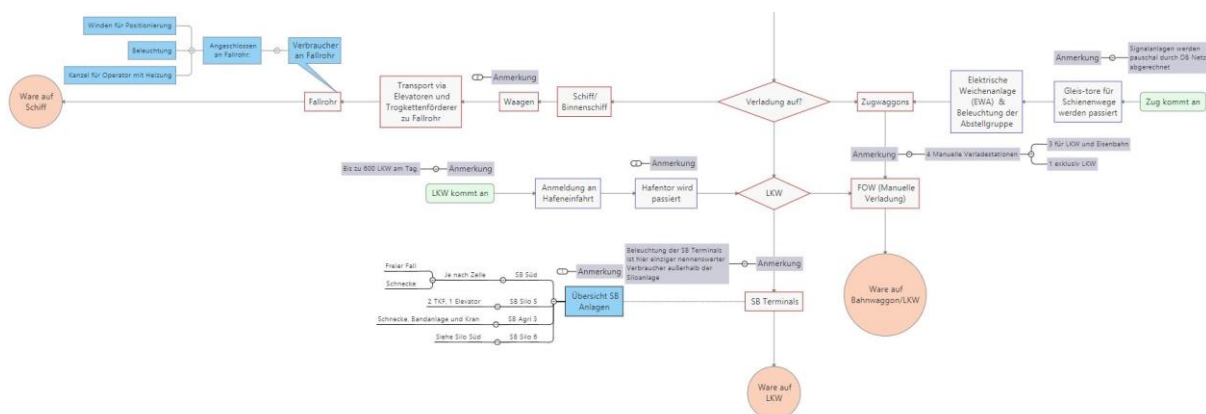 Winden für Positionierung
Beleuchtung
Kanzel für Operator mit Heizung
Angeschlossen
an Fallrohr:
Verbraucher
an Fallrohr
Ware auf
Schiff
Fallrohr
Transport via
Elevatoren und
Trogkettenförderer
zu Fallrohr
Anmerkung
Waagen
Schiff/
Binnenschiff
Verladung auf?
Zugwaggons
Elektrische
Weichenanlage
(EWA) &
Beleuchtung der
Abstellgruppe
Anmerkung
Signalanlagen werden
pauschal durch DB Netz
abgerechnet
Gleis-tore für
Schienenwege
werden passiert
Zug kommt an
Anmerkung
4 Manuelle Verladestationen
3 für LKW und Eisenbahn
1 exklusiv LKW
Bis zu 600 LKW am Tag
Anmerkung
Anmerkung
LKW kommt an
Anmeldung an
Hafeneinfahrt
Hafentor wird
passiert
LKW
FOW (Manuelle
Verladung)
Beleuchtung der SB Terminals
ist hier einziger nennenswerter
Verbraucher außerhalb der
Siloanlage
Anmerkung
Anmerkung
Freier Fall
Schnecke
Je nach Zelle
SB Süd
2 TKF, 1 Elevator
SB Silo 5
Schnecke, Bandanlage und Kran
SB Agri 3
Siehe Silo Süd
SB Silo 6
Übersicht SB
Anlagen
SB Terminals
Ware auf
Bahnwaggon/LKW
Ware auf
LKW